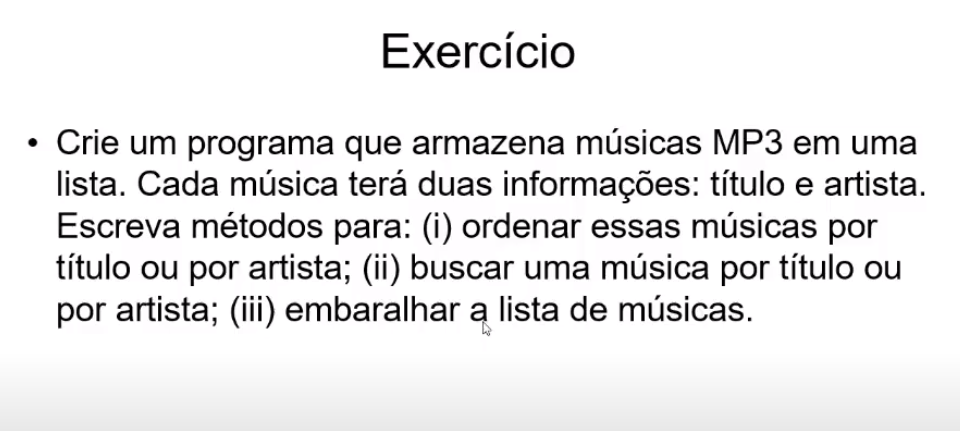 Exercício
• Crie um programa que armazena músicas MP3 em uma
lista. Cada música terá duas informações: título e artista.
Escreva métodos para: (i) ordenar essas músicas por
título ou por artista; (ii) buscar uma música por título ou
por artista; (iii) embaralhar a lista de músicas.